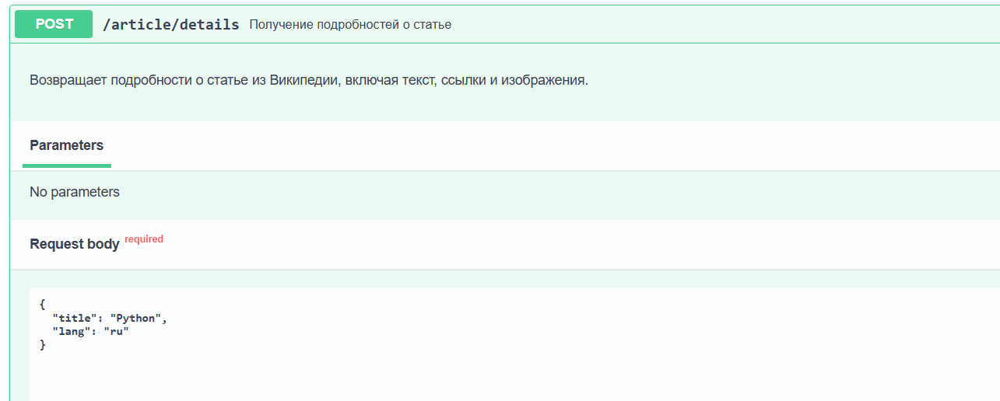 POST /article/details Получение подробностей о статье
Возвращает подробности о статье из Википедии, включая текст, ссылки и изображения.
Parameters
No parameters
Request body required
{
"title": "Python",
"lang": "ru"
}